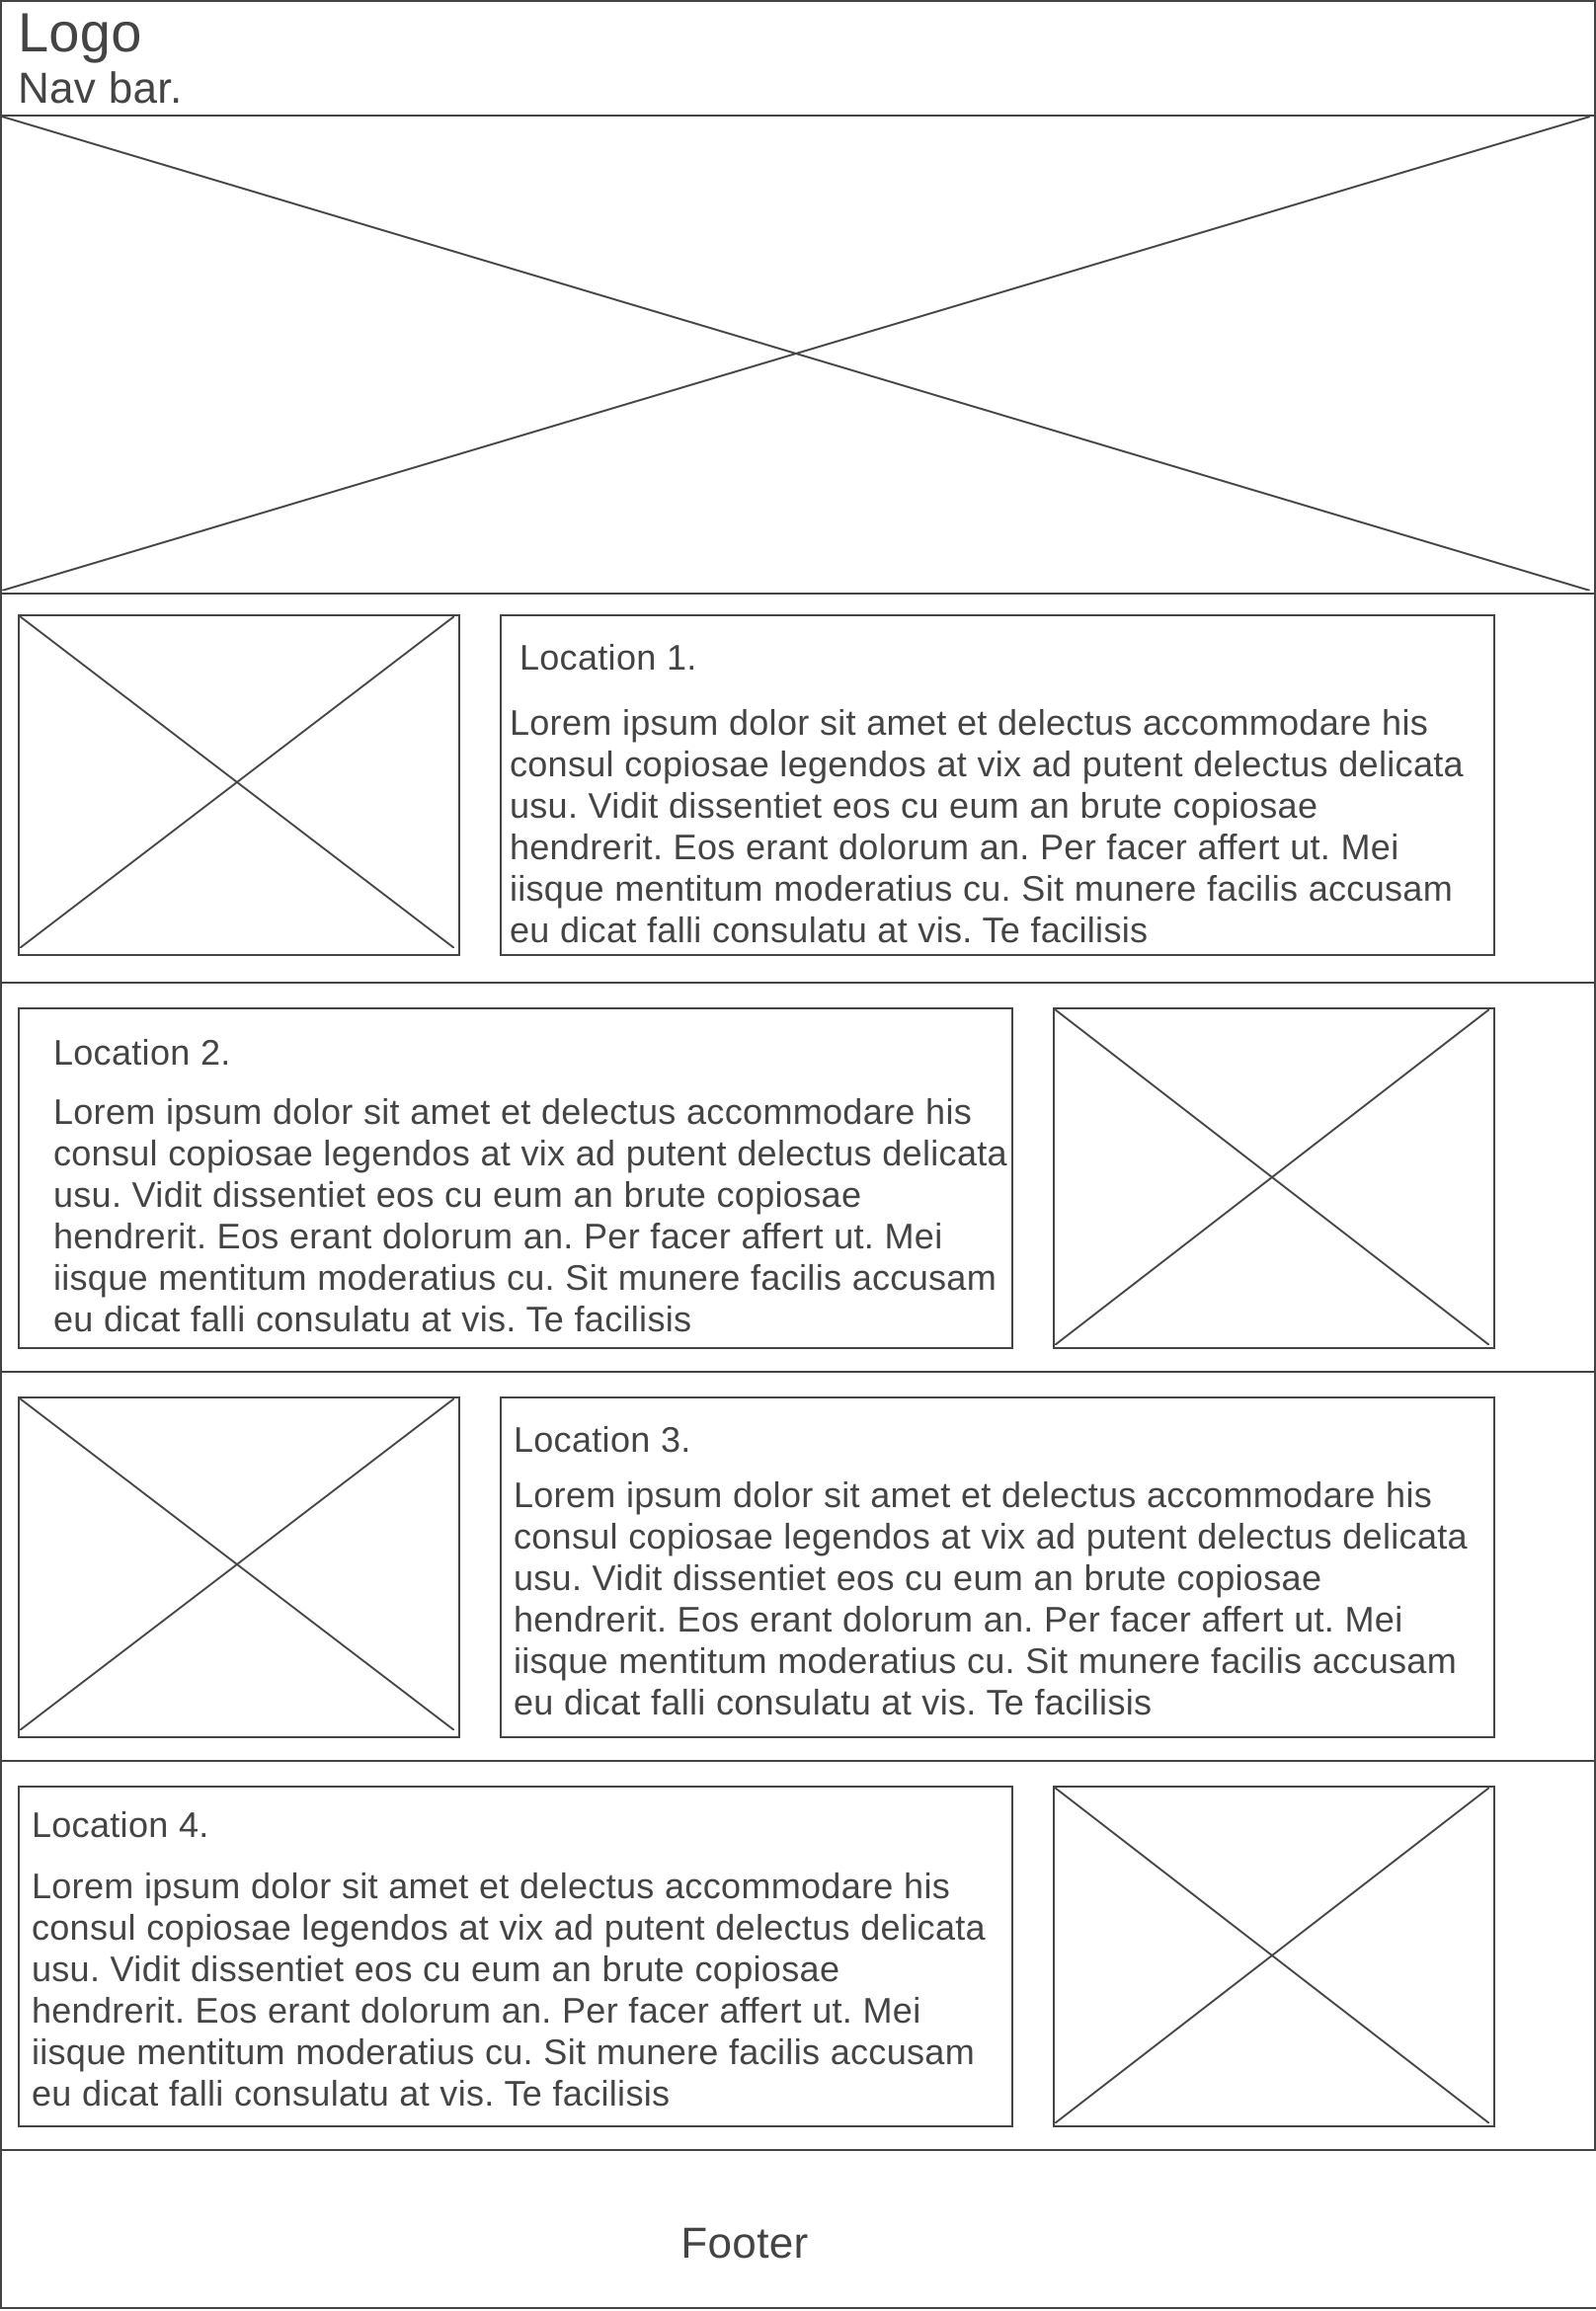 Logo
Nav bar.
Location 1.
Lorem ipsum dolor sit amet et delectus accommodare his
consul copiosae legendos at vix ad putent delectus delicata
usu. Vidit dissentiet eos cu eum an brute copiosae
hendrerit. Eos erant dolorum an. Per facer affert ut. Mei
iisque mentitum moderatius cu. Sit munere facilis accusam
eu dicat falli consulatu at vis. Te facilisis
Location 2.
Lorem ipsum dolor sit amet et delectus accommodare his
consul copiosae legendos at vix ad putent delectus delicata
usu. Vidit dissentiet eos cu eum an brute copiosae
hendrerit. Eos erant dolorum an. Per facer affert ut. Mei
iisque mentitum moderatius cu. Sit munere facilis accusam
eu dicat falli consulatu at vis. Te facilisis
Location 3.
Lorem ipsum dolor sit amet et delectus accommodare his
consul copiosae legendos at vix ad putent delectus delicata
usu. Vidit dissentiet eos cu eum an brute copiosae
hendrerit. Eos erant dolorum an. Per facer affert ut. Mei
iisque mentitum moderatius cu. Sit munere facilis accusam
eu dicat falli consulatu at vis. Te facilisis
Location 4.
Lorem ipsum dolor sit amet et delectus accommodare his
consul copiosae legendos at vix ad putent delectus delicata
usu. Vidit dissentiet eos cu eum an brute copiosae
hendrerit. Eos erant dolorum an. Per facer affert ut. Mei
iisque mentitum moderatius cu. Sit munere facilis accusam
eu dicat falli consulatu at vis. Te facilisis
Footer